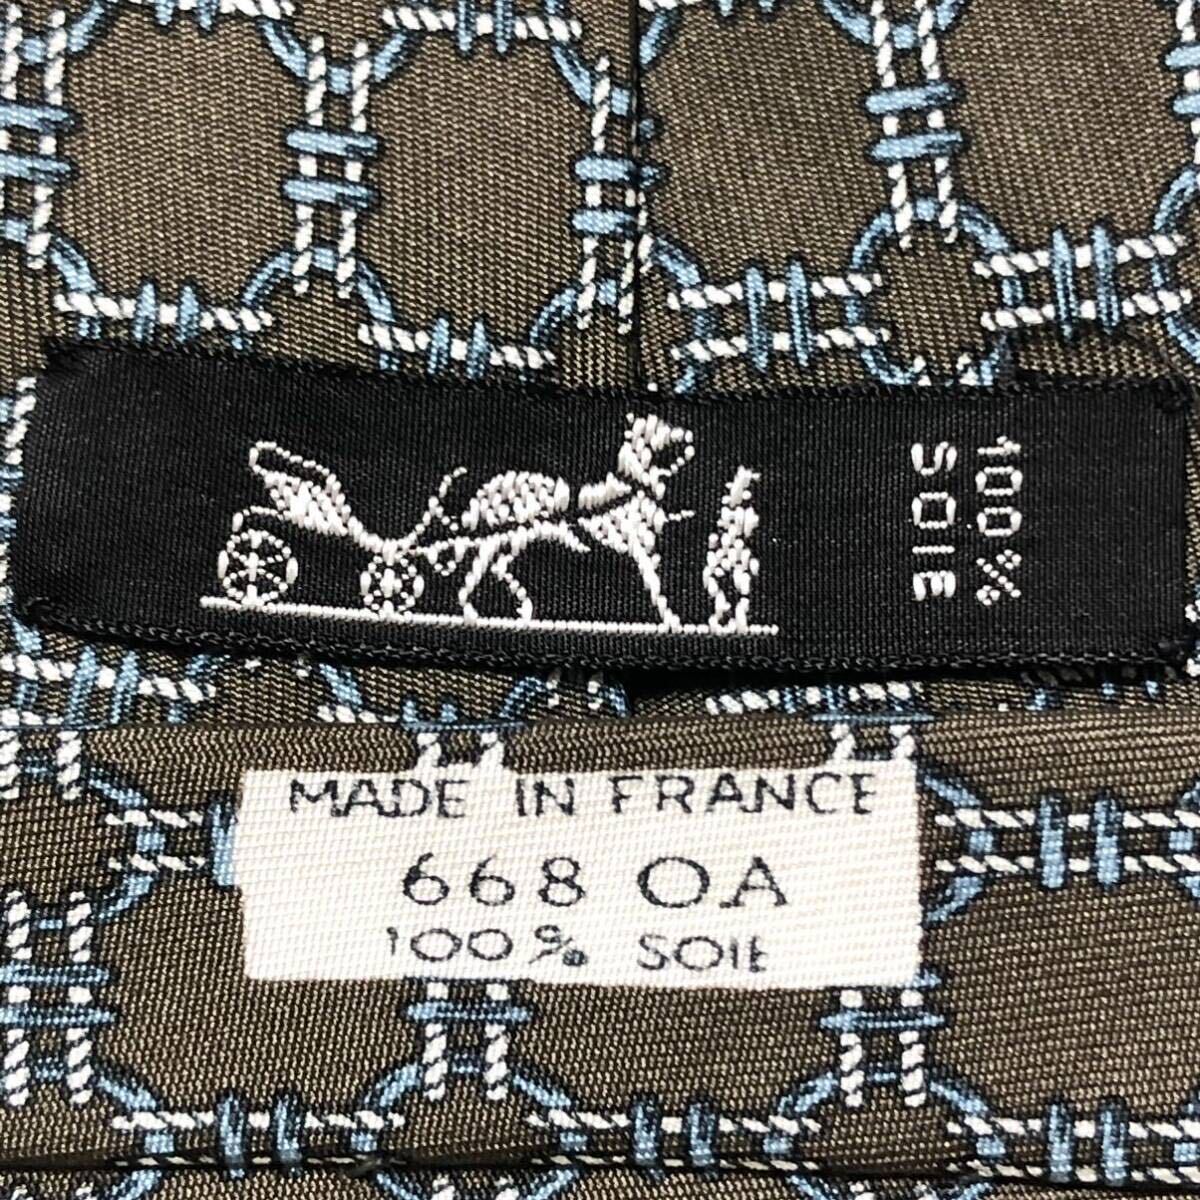 100%
SOIE
MADE IN FRANCE
668 OA
100% SOIE